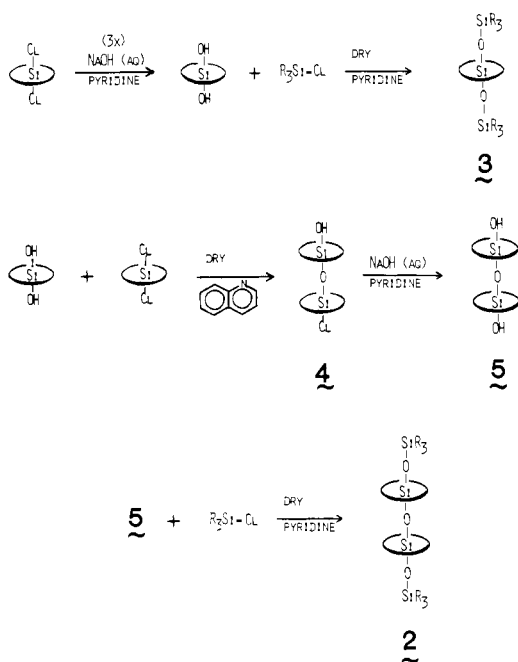 CL
Si
CL
(3x)
NaOH (AQ)
PYRIDINE
OH
Si
OH
+
R3Si-CL
DRY
PYRIDINE
SiR3
O
Si
O
SiR3
3
OH
Si
OH
+
CL
Si
CL
DRY
N
OH
Si
O
Si
CL
4
NaOH (AQ)
PYRIDINE
OH
Si
O
Si
OH
5
5 + R3Si-CL
DRY
PYRIDINE
SiR3
O
Si
O
Si
O
SiR3
2